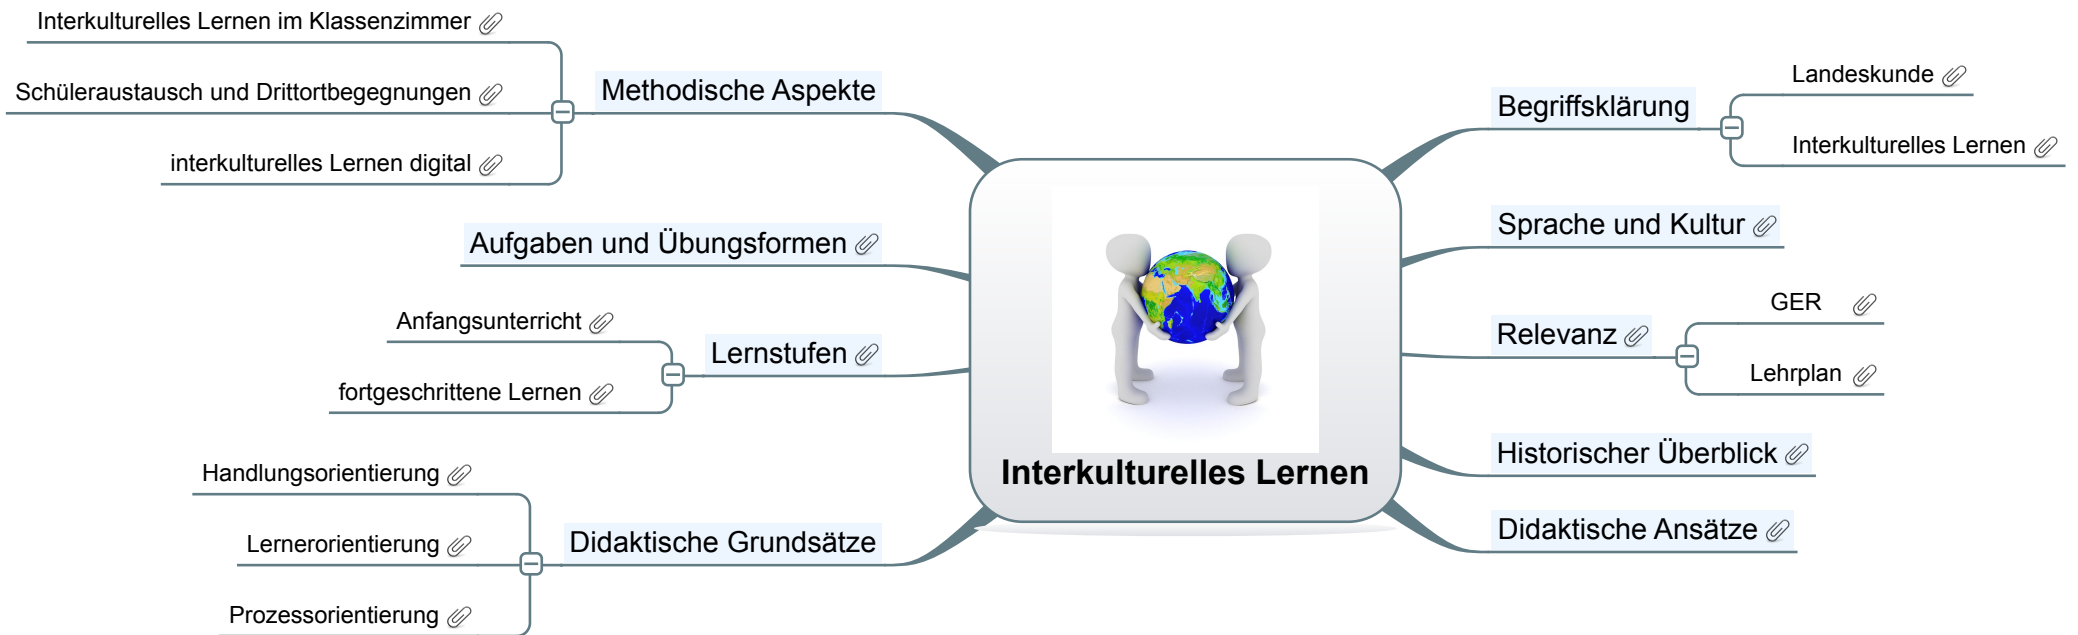 Interkulturelles Lernen im Klassenzimmer
Schüleraustausch und Drittortbegegnungen
interkulturelles Lernen digital
Methodische Aspekte
Aufgaben und Übungsformen
Anfangsunterricht
fortgeschrittene Lernen
Lernstufen
Handlungsorientierung
Lernerorientierung
Prozessorientierung
Didaktische Grundsätze
Interkulturelles Lernen
Begriffsklärung
Landeskunde
Interkulturelles Lernen
Sprache und Kultur
Relevanz
GER
Lehrplan
Historischer Überblick
Didaktische Ansätze